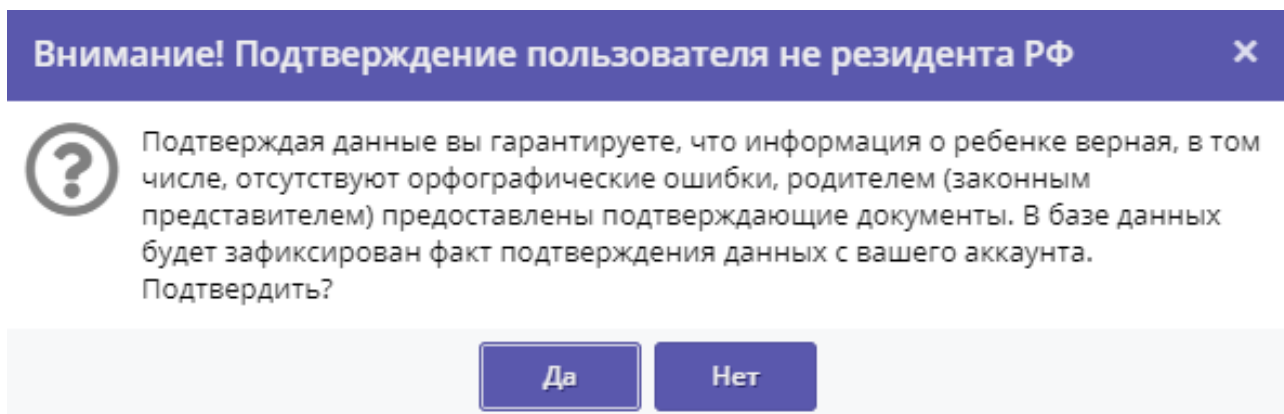 Внимание! Подтверждение пользователя не резидента РФ ×
Подтверждая данные вы гарантируете, что информация о ребенке верная, в том
числе, отсутствуют орфографические ошибки, родителем (законным
представителем) предоставлены подтверждающие документы. В базе данных
будет зафиксирован факт подтверждения данных с вашего аккаунта.
Подтвердить?
Да Нет